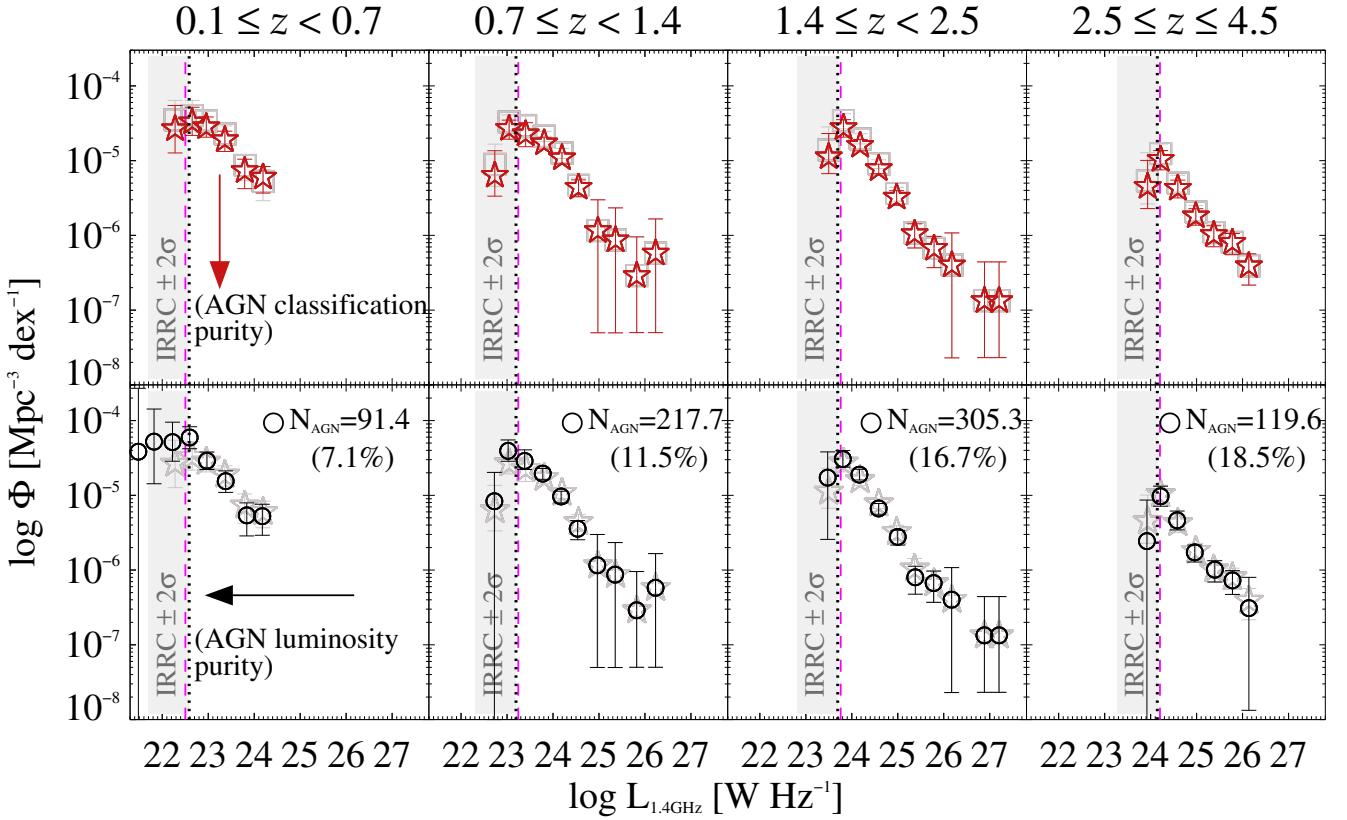 0.1 ≤ z < 0.7
0.7 ≤ z < 1.4
1.4 ≤ z < 2.5
2.5 ≤ z ≤ 4.5
log Φ [Mpc⁻³ dex⁻¹]
10⁻⁴
10⁻⁵
10⁻⁶
10⁻⁷
10⁻⁸
IRRC ± 2σ
(AGN classification
purity)
IRRC ± 2σ
IRRC ± 2σ
IRRC ± 2σ
10⁻⁴
10⁻⁵
10⁻⁶
10⁻⁷
10⁻⁸
N_AGN=91.4
(7.1%)
IRRC ± 2σ
(AGN luminosity
purity)
N_AGN=217.7
(11.5%)
IRRC ± 2σ
N_AGN=305.3
(16.7%)
IRRC ± 2σ
N_AGN=119.6
(18.5%)
IRRC ± 2σ
22 23 24 25 26 27
22 23 24 25 26 27
22 23 24 25 26 27
22 23 24 25 26 27
log L_1.4GHz [W Hz⁻¹]